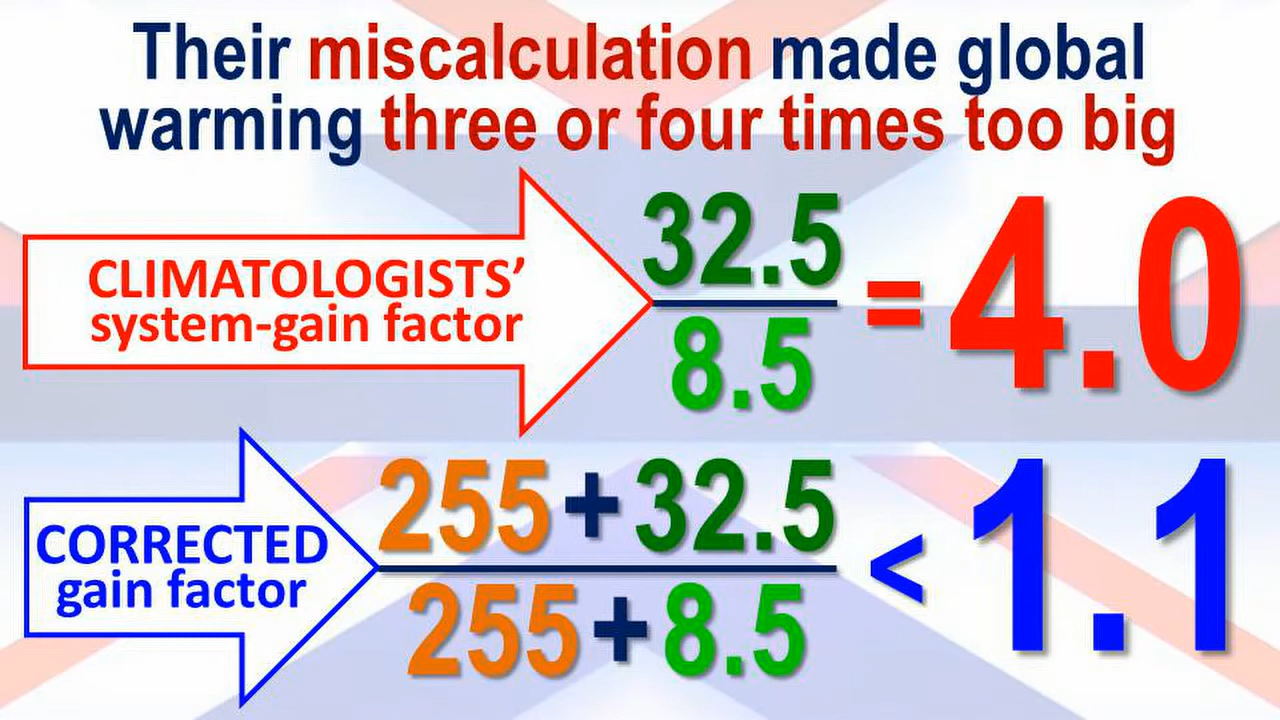 Their miscalculation made global
warming three or four times too big
CLIMATOLOGISTS’
system-gain factor
32.5
8.5
= 4.0
CORRECTED
gain factor
255 + 32.5
255 + 8.5
< 1.1